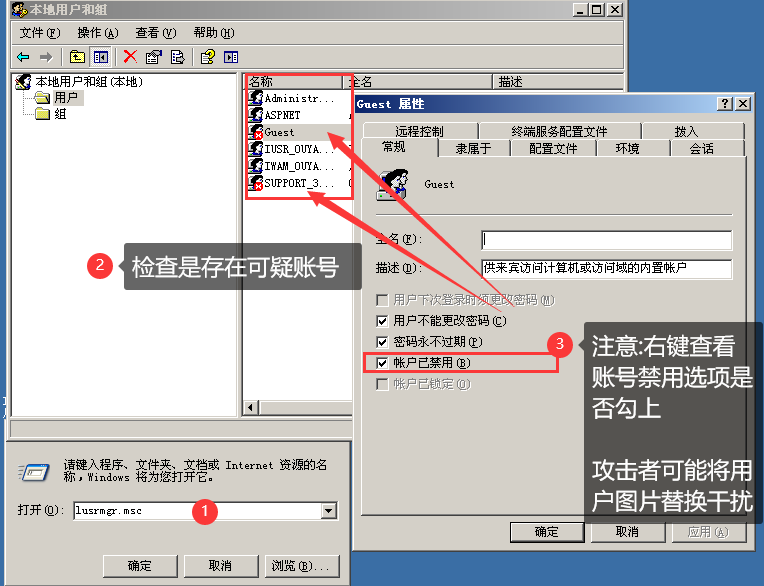 本地用户和组
文件(F) 操作(A) 查看(V) 帮助(H)
本地用户和组(本地)
用户
组
名称 全名 描述
Administr...
ASPNET
Guest
IUSR_OUYA...
IWAM_OUYA...
SUPPORT_3...
2 检查是存在可疑账号
Guest 属性
远程控制 终端服务配置文件 拨入
常规 隶属于 配置文件 环境 会话
Guest
全名(F):
描述(D): 供来宾访问计算机或访问域的内置帐户
用户下次登录时须更改密码(M)
用户不能更改密码(C)
密码永不过期(P)
帐户已禁用(B)
帐户已锁定(O)
3 注意:右键查看
账号禁用选项是
否勾上
攻击者可能将用
户图片替换干扰
确定 取消 应用(A)
请键入程序、文件夹、文档或 Internet 资源的名
称,Windows 将为您打开它。
打开(O): lusrmgr.msc 1
确定 取消 浏览(B)...